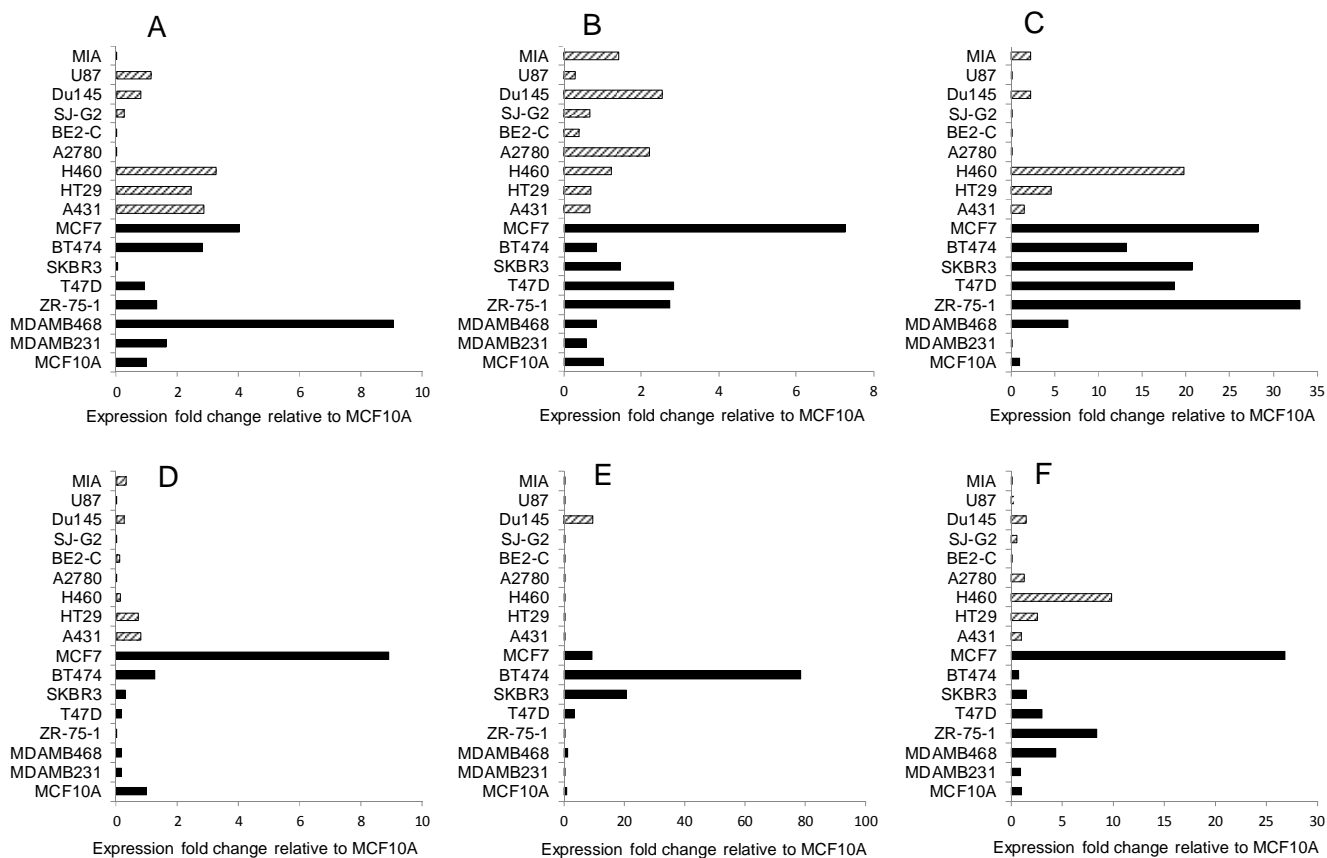 A
MIA
U87
Du145
SJ-G2
BE2-C
A2780
H460
HT29
A431
MCF7
BT474
SKBR3
T47D
ZR-75-1
MDAMB468
MDAMB231
MCF10A
0 2 4 6 8 10
Expression fold change relative to MCF10A
B
MIA
U87
Du145
SJ-G2
BE2-C
A2780
H460
HT29
A431
MCF7
BT474
SKBR3
T47D
ZR-75-1
MDAMB468
MDAMB231
MCF10A
0 2 4 6 8
Expression fold change relative to MCF10A
C
MIA
U87
Du145
SJ-G2
BE2-C
A2780
H460
HT29
A431
MCF7
BT474
SKBR3
T47D
ZR-75-1
MDAMB468
MDAMB231
MCF10A
0 5 10 15 20 25 30 35
Expression fold change relative to MCF10A
D
MIA
U87
Du145
SJ-G2
BE2-C
A2780
H460
HT29
A431
MCF7
BT474
SKBR3
T47D
ZR-75-1
MDAMB468
MDAMB231
MCF10A
0 2 4 6 8 10
Expression fold change relative to MCF10A
E
MIA
U87
Du145
SJ-G2
BE2-C
A2780
H460
HT29
A431
MCF7
BT474
SKBR3
T47D
ZR-75-1
MDAMB468
MDAMB231
MCF10A
0 20 40 60 80 100
Expression fold change relative to MCF10A
F
MIA
U87
Du145
SJ-G2
BE2-C
A2780
H460
HT29
A431
MCF7
BT474
SKBR3
T47D
ZR-75-1
MDAMB468
MDAMB231
MCF10A
0 5 10 15 20 25 30
Expression fold change relative to MCF10A